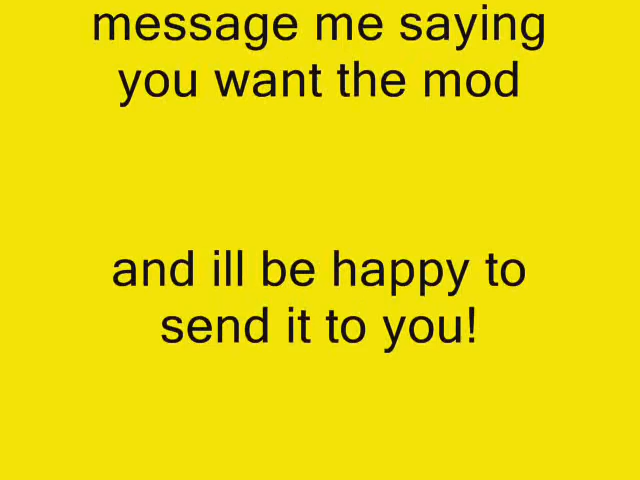 message me saying
you want the mod
and ill be happy to
send it to you!